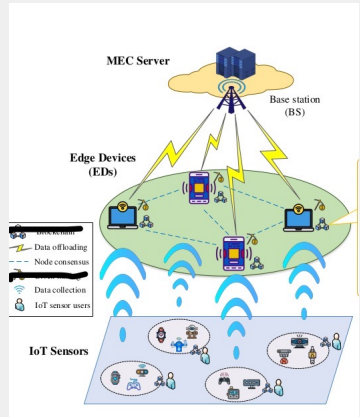 MEC Server
Base station
(BS)
Edge Devices
(EDs)
Data offloading
Node consensus
Data collection
IoT sensor users
IoT Sensors